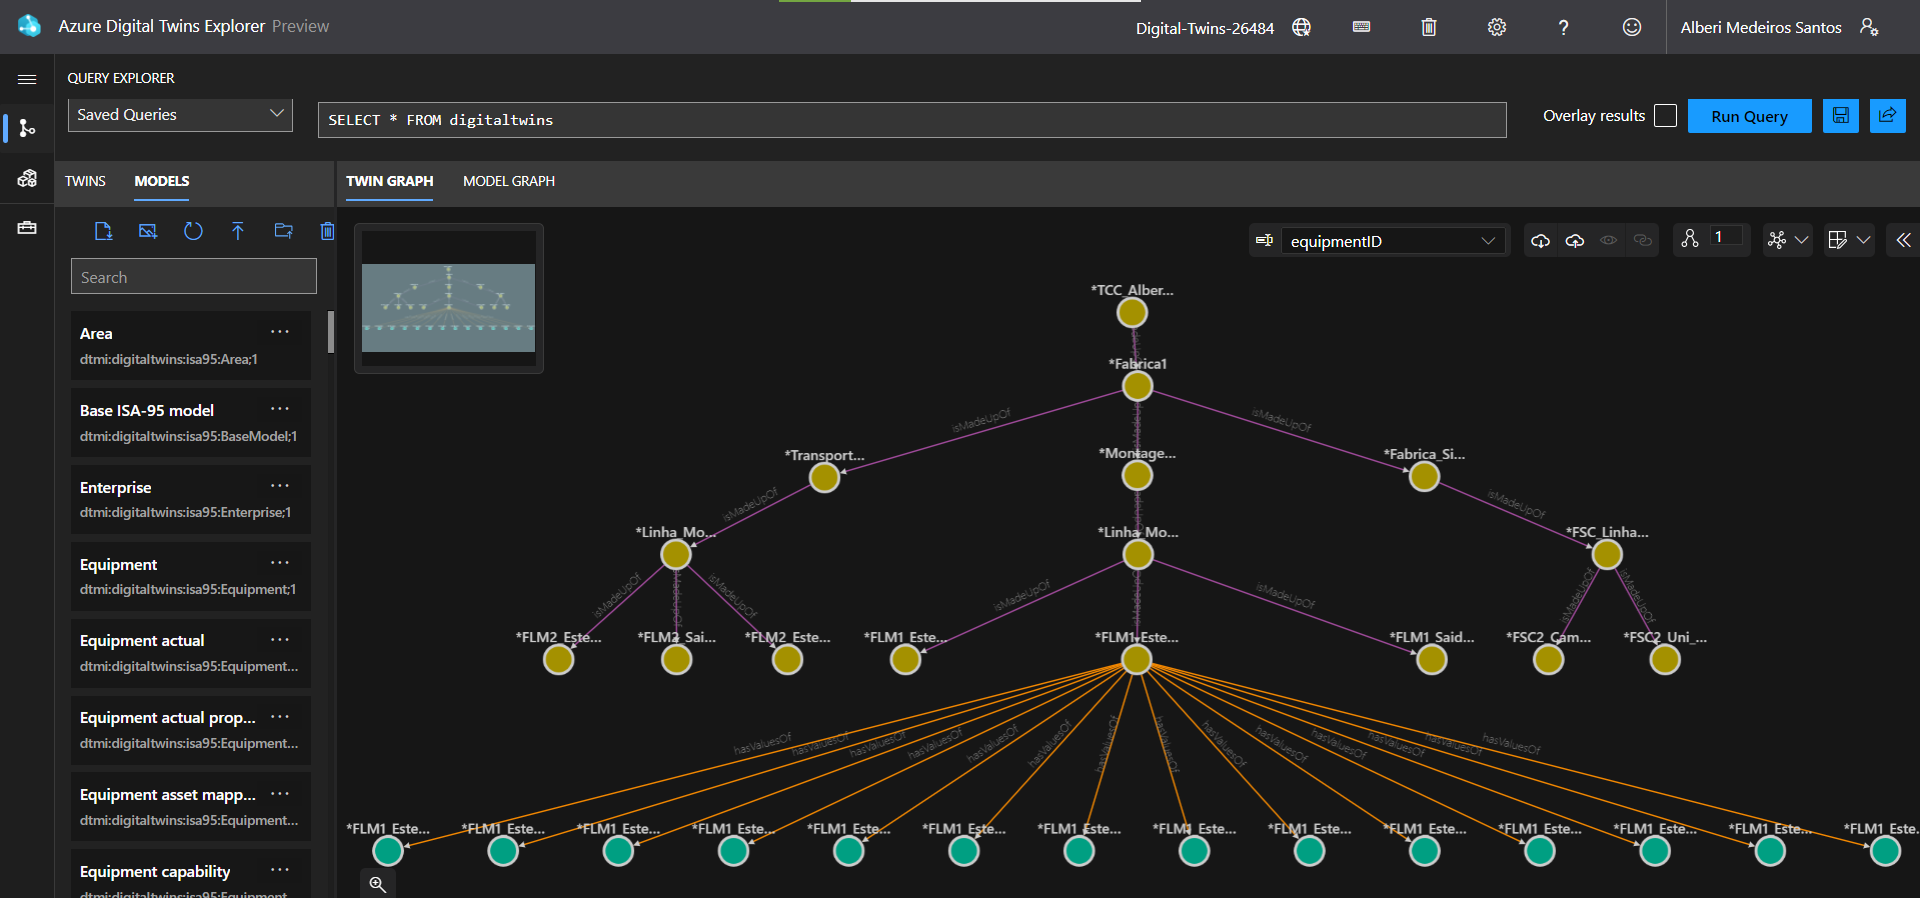 Azure Digital Twins Explorer Preview
Digital-Twins-26484
?
Alberi Medeiros Santos
QUERY EXPLORER
Saved Queries
SELECT * FROM digitaltwins
Overlay results
Run Query
TWINS
MODELS
TWIN GRAPH
MODEL GRAPH
Search
equipmentID
1
Area
...
dtmi:digitaltwins:isa95:Area;1
Base ISA-95 model
...
dtmi:digitaltwins:isa95:BaseModel;1
Enterprise
...
dtmi:digitaltwins:isa95:Enterprise;1
Equipment
...
dtmi:digitaltwins:isa95:Equipment;1
Equipment actual
...
dtmi:digitaltwins:isa95:Equipment...
Equipment actual prop...
...
dtmi:digitaltwins:isa95:Equipment...
Equipment asset mapp...
...
dtmi:digitaltwins:isa95:Equipment...
Equipment capability
...
dtmi:digitaltwins:isa95:Equipment
*TCC_Alber...
*Fabrica1
isMadeUpOf
isMadeUpOf
isMadeUpOf
*Transport...
*Montage...
*Fabrica_Si...
isMadeUpOf
isMadeUpOf
*Linha_Mo...
*Linha_Mo...
*FSC_Linha...
isMadeUpOf
isMadeUpOf
isMadeUpOf
isMadeUpOf
isMadeUpOf
isMadeUpOf
isMadeUpOf
isMadeUpOf
*FLM2_Este...
*FLM2_Sai...
*FLM2_Este...
*FLM1_Este...
*FLM1_Este...
*FLM1_Said...
*FSC2_Cam...
*FSC2_Uni_...
hasValuesOf
hasValuesOf
hasValuesOf
hasValuesOf
hasValuesOf
hasValuesOf
hasValuesOf
hasValuesOf
hasValuesOf
hasValuesOf
hasValuesOf
hasValuesOf
hasValuesOf
hasValuesOf
*FLM1_Este...
*FLM1_Este...
*FLM1_Este...
*FLM1_Este...
*FLM1_Este...
*FLM1_Este...
*FLM1_Este...
*FLM1_Este...
*FLM1_Este...
*FLM1_Este...
*FLM1_Este...
*FLM1_Este...
*FLM1_Este...
*FLM1_Este